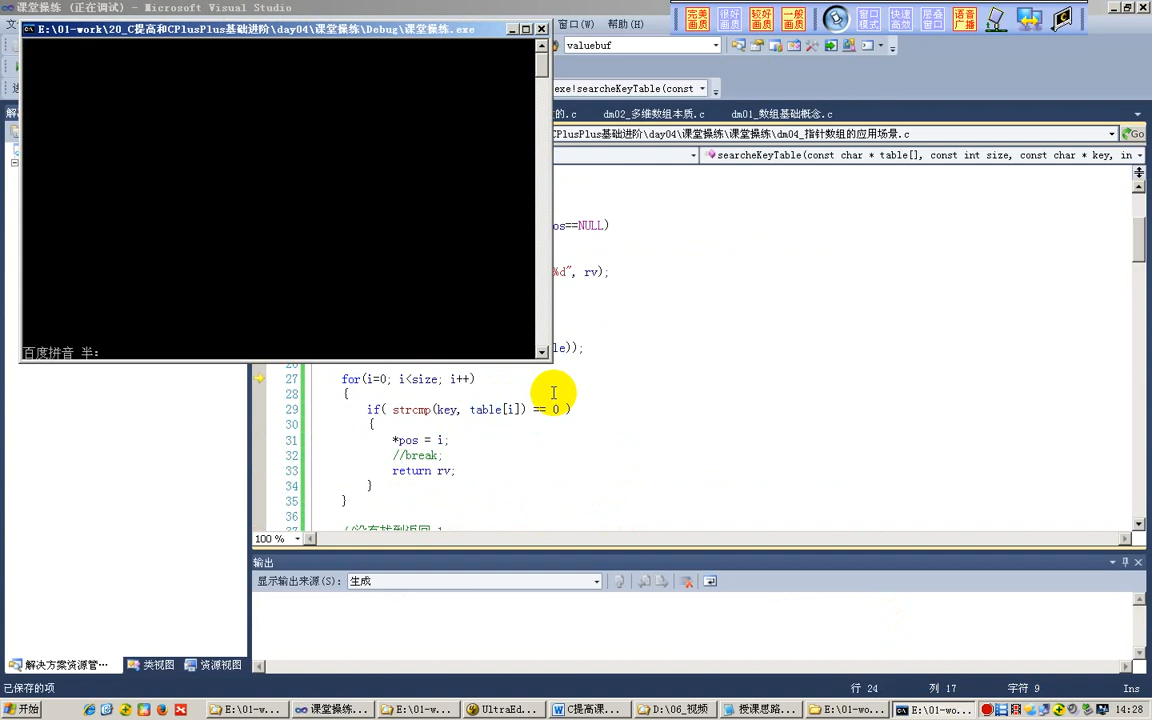 课堂操练 (正在调试) - Microsoft Visual Studio
E:\01-work\20_C提高和CPlusPlus基础进阶\day04\课堂操练\Debug\课堂操练.exe
窗口(W) 帮助(H)
完美画质 很好画质 较好画质 一般画质 窗口模式 快速高效 层叠窗口 语音广播
valuebuf
exe!searcheKeyTable(const
的.c dm02_多维数组本质.c dm01_数组基础概念.c
CPlusPlus基础进阶\day04\课堂操练\课堂操练\dm04_指针数组的应用场景.c
Go
searcheKeyTable(const char * table[], const int size, const char * key, in
os==NULL)
%d", rv);
le));
百度拼音 半:
27 for(i=0; i<size; i++)
28 {
29 if( strcmp(key, table[i]) == 0 )
30 {
31 *pos = i;
32 //break;
33 return rv;
34 }
35 }
36
100 %
输出
显示输出来源(S): 生成
解决方案资源管··· 类视图 资源视图
已保存的项 行 24 列 17 字符 9 Ins
开始 E:\01-w... 课堂操练... E:\01-w... UltraEd... C提高课... D:\06_视频 授课思路... E:\01-wo... E:\01-wo... 14:28